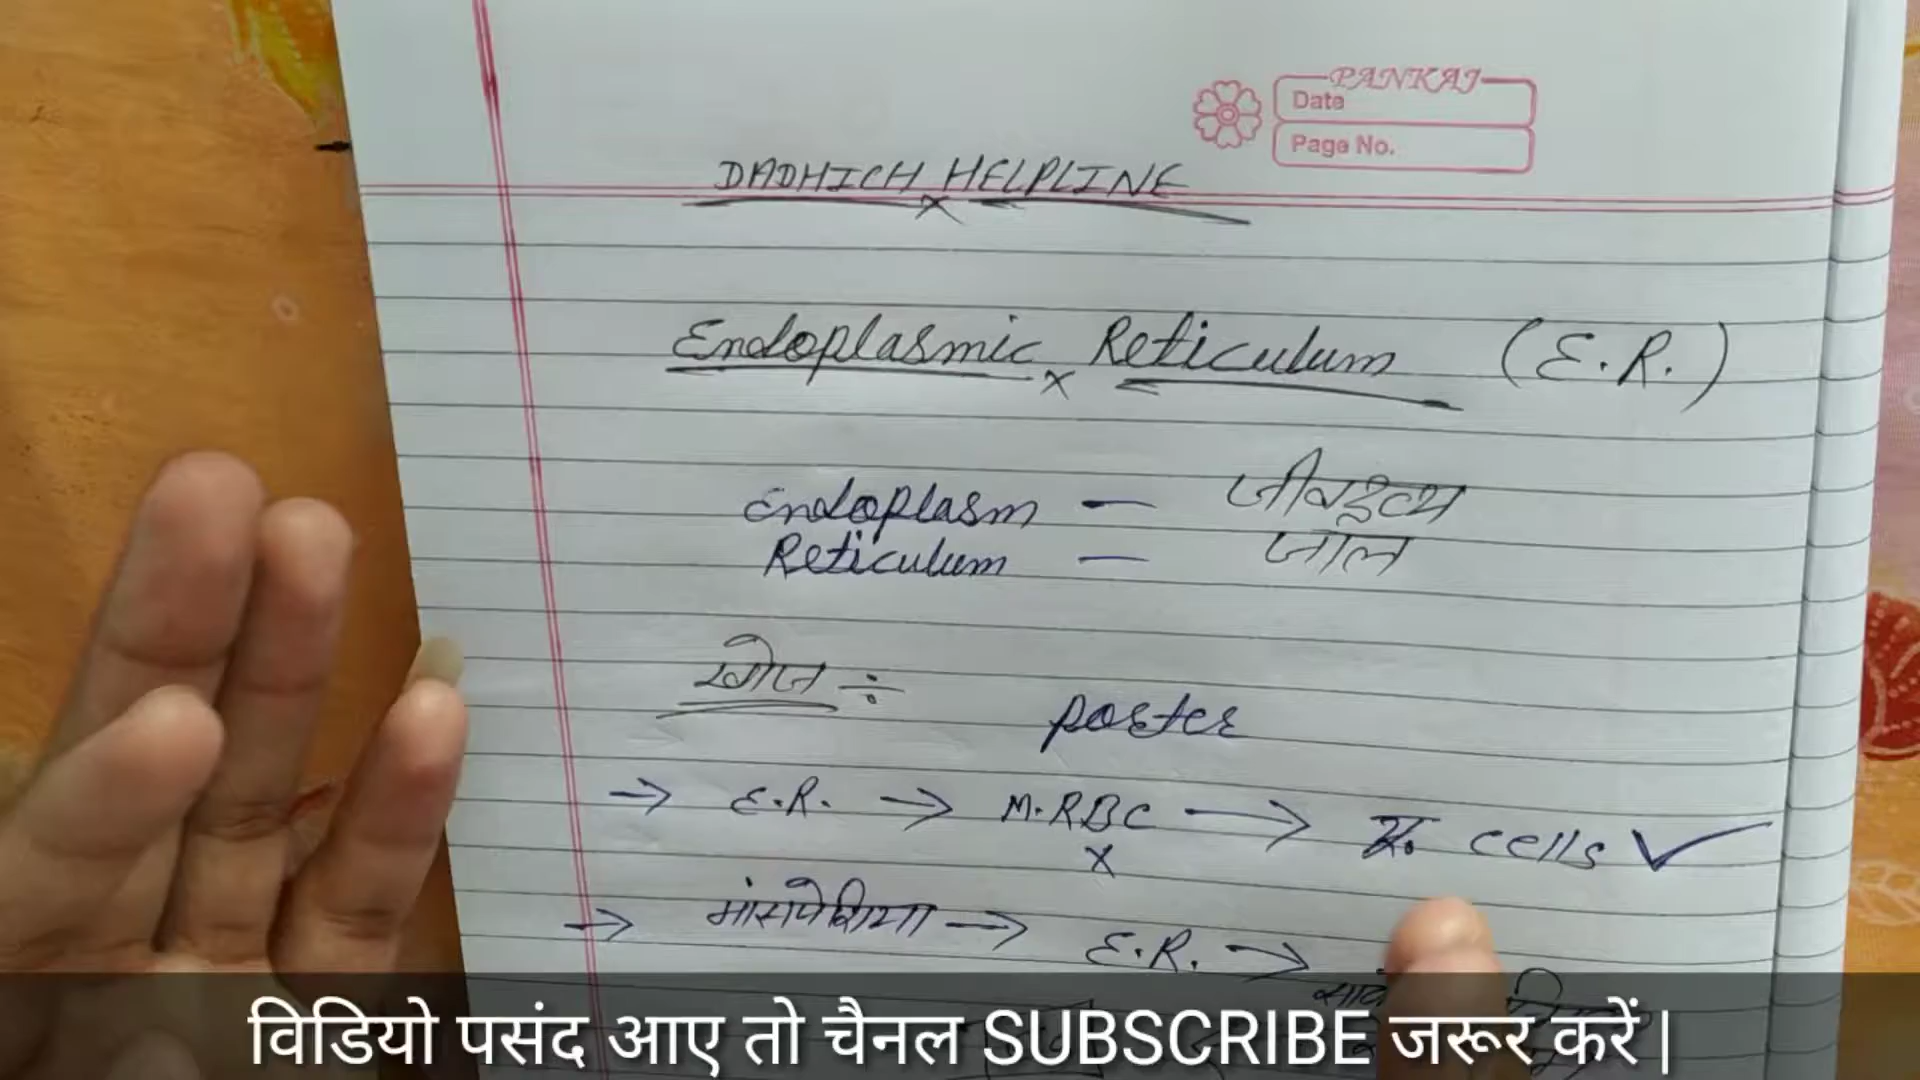 PANKAJ
Date
Page No.
DADHICH HELPLINE
Endoplasmic Reticulum (E.R.)
Endoplasm — जीवद्रव्य
Reticulum — जाल
खोज ÷ poster
→ E.R. → M.RBC → cells ✓
x
→ मांसपेशिया → E.R. →
विडियो पसंद आए तो चैनल SUBSCRIBE जरूर करें|